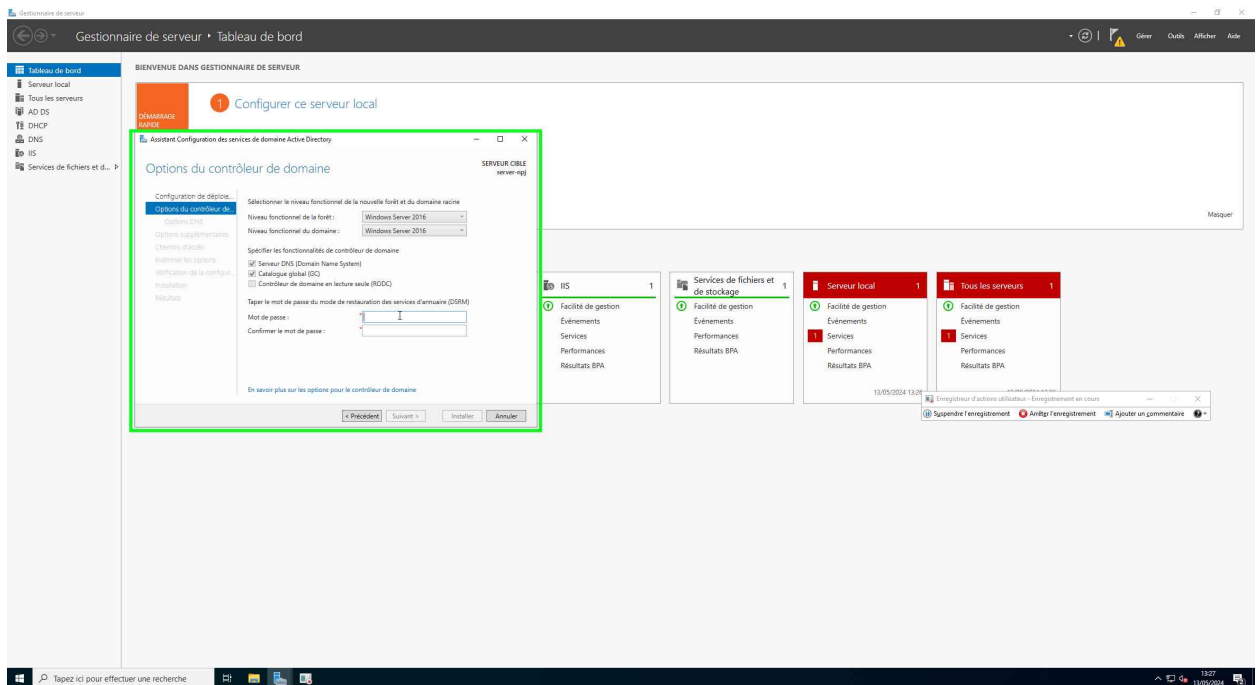 Gestionnaire de serveur
Gestionnaire de serveur • Tableau de bord
Gérer Outils Afficher Aide
Tableau de bord
Serveur local
Tous les serveurs
AD DS
DHCP
DNS
IIS
Services de fichiers et d...
BIENVENUE DANS GESTIONNAIRE DE SERVEUR
DÉMARRAGE
RAPIDE
1 Configurer ce serveur local
Masquer
Assistant Configuration des services de domaine Active Directory
Options du contrôleur de domaine
SERVEUR CIBLE
server-npj
Configuration de déploie...
Options du contrôleur de...
Options DNS
Options supplémentaires
Chemins d'accès
Examiner les options
Vérification de la configur...
Installation
Résultats
Sélectionner le niveau fonctionnel de la nouvelle forêt et du domaine racine
Niveau fonctionnel de la forêt : Windows Server 2016
Niveau fonctionnel du domaine : Windows Server 2016
Spécifier les fonctionnalités de contrôleur de domaine
Serveur DNS (Domain Name System)
Catalogue global (GC)
Contrôleur de domaine en lecture seule (RODC)
Taper le mot de passe du mode de restauration des services d'annuaire (DSRM)
Mot de passe :
Confirmer le mot de passe :
En savoir plus sur les options pour le contrôleur de domaine
< Précédent Suivant > Installer Annuler
IIS 1
Facilité de gestion
Événements
Services
Performances
Résultats BPA
Services de fichiers et
de stockage 1
Facilité de gestion
Événements
Services
Performances
Résultats BPA
Serveur local 1
Facilité de gestion
Événements
1 Services
Performances
Résultats BPA
13/05/2024 13:26
Tous les serveurs 1
Facilité de gestion
Événements
1 Services
Performances
Résultats BPA
Enregistreur d'actions utilisateur - Enregistrement en cours
Suspendre l'enregistrement Arrêter l'enregistrement Ajouter un commentaire
Tapez ici pour effectuer une recherche
13:27
13/05/2024